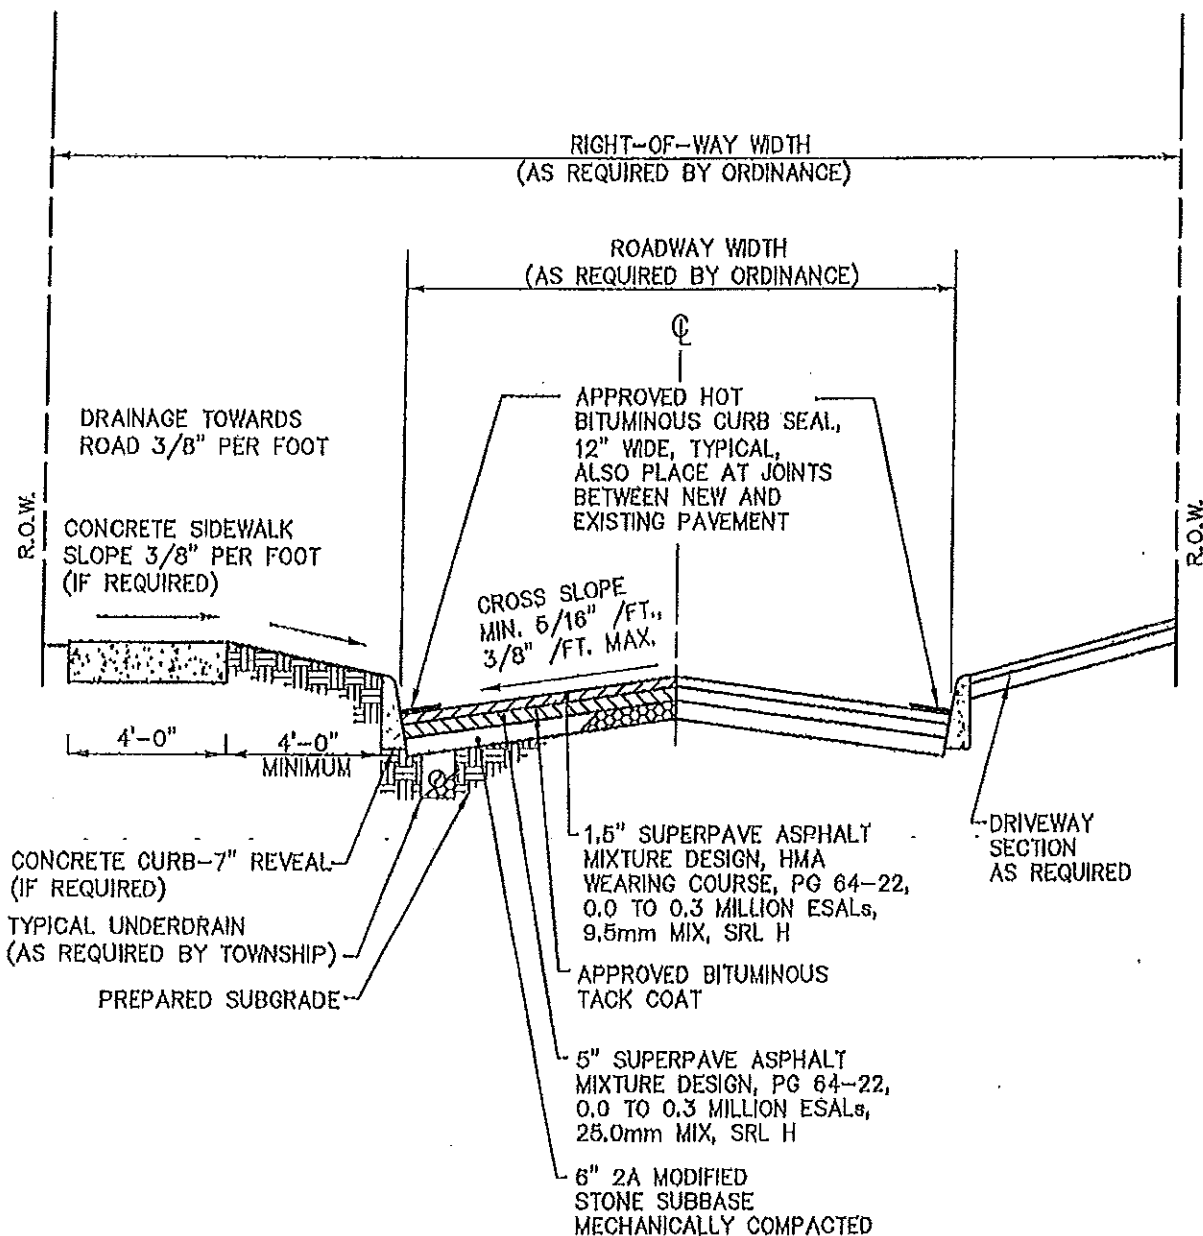 RIGHT-OF-WAY WIDTH
(AS REQUIRED BY ORDINANCE)
ROADWAY WIDTH
(AS REQUIRED BY ORDINANCE)
℄
APPROVED HOT
BITUMINOUS CURB SEAL,
12" WIDE, TYPICAL,
ALSO PLACE AT JOINTS
BETWEEN NEW AND
EXISTING PAVEMENT
DRAINAGE TOWARDS
ROAD 3/8" PER FOOT
R.O.W.
R.O.W.
CONCRETE SIDEWALK
SLOPE 3/8" PER FOOT
(IF REQUIRED)
CROSS SLOPE
MIN. 5/16" /FT.,
3/8" /FT. MAX.
4'-0"
4'-0"
MINIMUM
CONCRETE CURB-7" REVEAL
(IF REQUIRED)
TYPICAL UNDERDRAIN
(AS REQUIRED BY TOWNSHIP)
PREPARED SUBGRADE
1.5" SUPERPAVE ASPHALT
MIXTURE DESIGN, HMA
WEARING COURSE, PG 64-22,
0.0 TO 0.3 MILLION ESALs,
9.5mm MIX, SRL H
DRIVEWAY
SECTION
AS REQUIRED
APPROVED BITUMINOUS
TACK COAT
5" SUPERPAVE ASPHALT
MIXTURE DESIGN, PG 64-22,
0.0 TO 0.3 MILLION ESALs,
25.0mm MIX, SRL H
6" 2A MODIFIED
STONE SUBBASE
MECHANICALLY COMPACTED